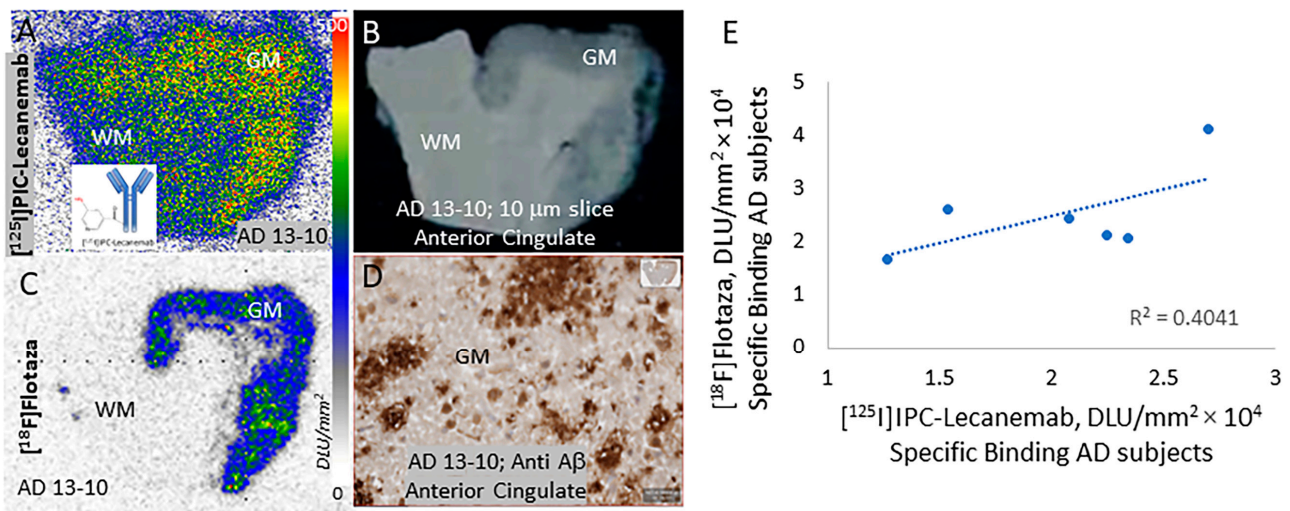 A
500
GM
[¹²⁵I]PIC-Lecanemab
WM
[¹²⁵I]IPC-Lecanemab
AD 13-10
B
GM
WM
AD 13-10; 10 μm slice
Anterior Cingulate
C
GM
[¹⁸F]Flotaza
WM
DLU/mm²
AD 13-10
0
D
GM
AD 13-10; Anti Aβ
Anterior Cingulate
E
[¹⁸F]Flotaza, DLU/mm² × 10⁴
Specific Binding AD subjects
5
4
3
2
1
0
R² = 0.4041
1
1.5
2
2.5
3
[¹²⁵I]IPC-Lecanemab, DLU/mm² × 10⁴
Specific Binding AD subjects